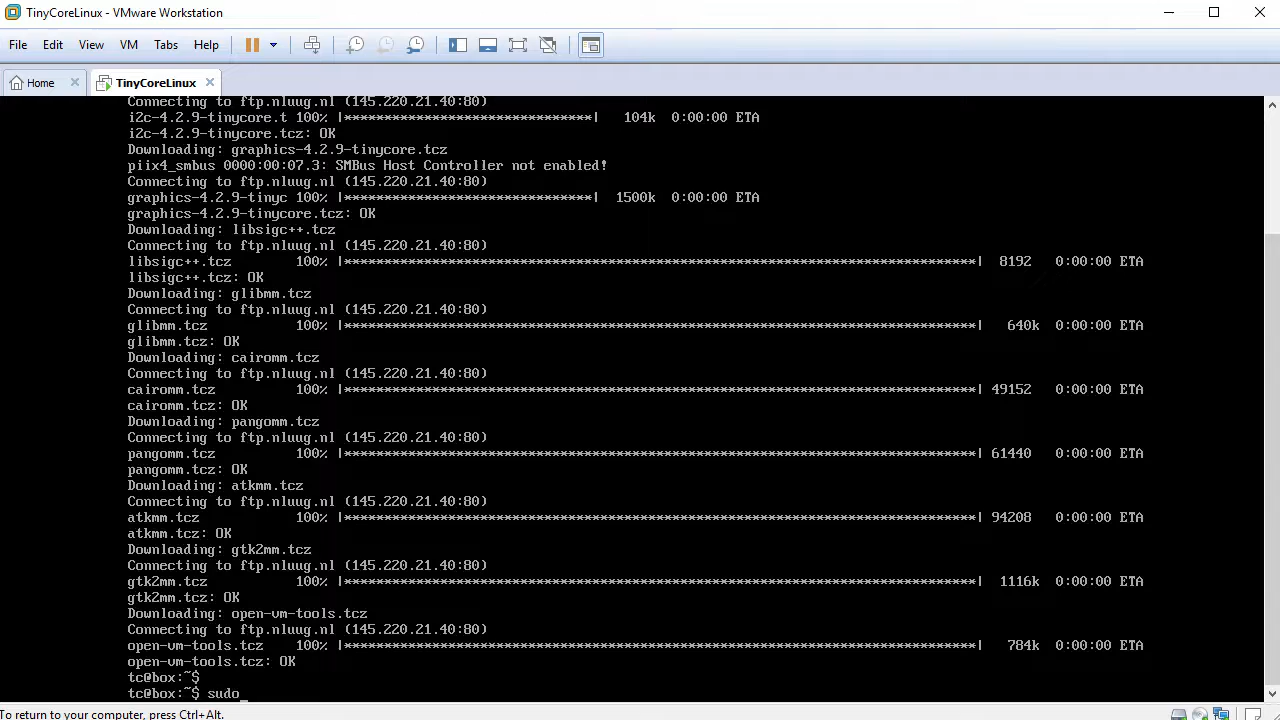 TinyCoreLinux - VMware Workstation
File Edit View VM Tabs Help
Home TinyCoreLinux
Connecting to ftp.nluug.nl (145.220.21.40:80)
i2c-4.2.9-tinycore.t 100% |*******************************| 104k 0:00:00 ETA
i2c-4.2.9-tinycore.tcz: OK
Downloading: graphics-4.2.9-tinycore.tcz
piix4_smbus 0000:00:07.3: SMBus Host Controller not enabled!
Connecting to ftp.nluug.nl (145.220.21.40:80)
graphics-4.2.9-tinyc 100% |*******************************| 1500k 0:00:00 ETA
graphics-4.2.9-tinycore.tcz: OK
Downloading: libsigc++.tcz
Connecting to ftp.nluug.nl (145.220.21.40:80)
libsigc++.tcz 100% |*******************************************************************************| 8192 0:00:00 ETA
libsigc++.tcz: OK
Downloading: glibmm.tcz
Connecting to ftp.nluug.nl (145.220.21.40:80)
glibmm.tcz 100% |*******************************************************************************| 640k 0:00:00 ETA
glibmm.tcz: OK
Downloading: cairomm.tcz
Connecting to ftp.nluug.nl (145.220.21.40:80)
cairomm.tcz 100% |*******************************************************************************| 49152 0:00:00 ETA
cairomm.tcz: OK
Downloading: pangomm.tcz
Connecting to ftp.nluug.nl (145.220.21.40:80)
pangomm.tcz 100% |*******************************************************************************| 61440 0:00:00 ETA
pangomm.tcz: OK
Downloading: atkmm.tcz
Connecting to ftp.nluug.nl (145.220.21.40:80)
atkmm.tcz 100% |*******************************************************************************| 94208 0:00:00 ETA
atkmm.tcz: OK
Downloading: gtk2mm.tcz
Connecting to ftp.nluug.nl (145.220.21.40:80)
gtk2mm.tcz 100% |*******************************************************************************| 1116k 0:00:00 ETA
gtk2mm.tcz: OK
Downloading: open-vm-tools.tcz
Connecting to ftp.nluug.nl (145.220.21.40:80)
open-vm-tools.tcz 100% |*******************************************************************************| 784k 0:00:00 ETA
open-vm-tools.tcz: OK
tc@box:~$
tc@box:~$ sudo_
To return to your computer, press Ctrl+Alt.